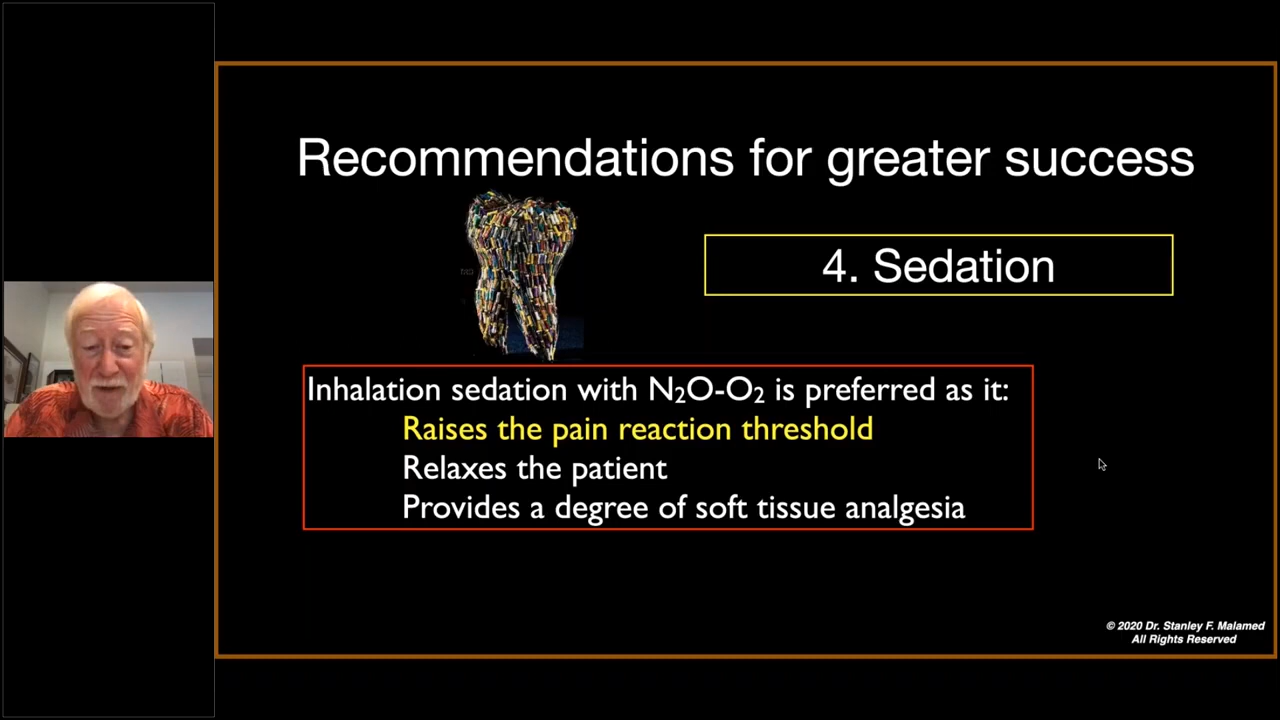 Recommendations for greater success
4. Sedation
Inhalation sedation with N₂O-O₂ is preferred as it:
Raises the pain reaction threshold
Relaxes the patient
Provides a degree of soft tissue analgesia
© 2020 Dr. Stanley F. Malamed
All Rights Reserved